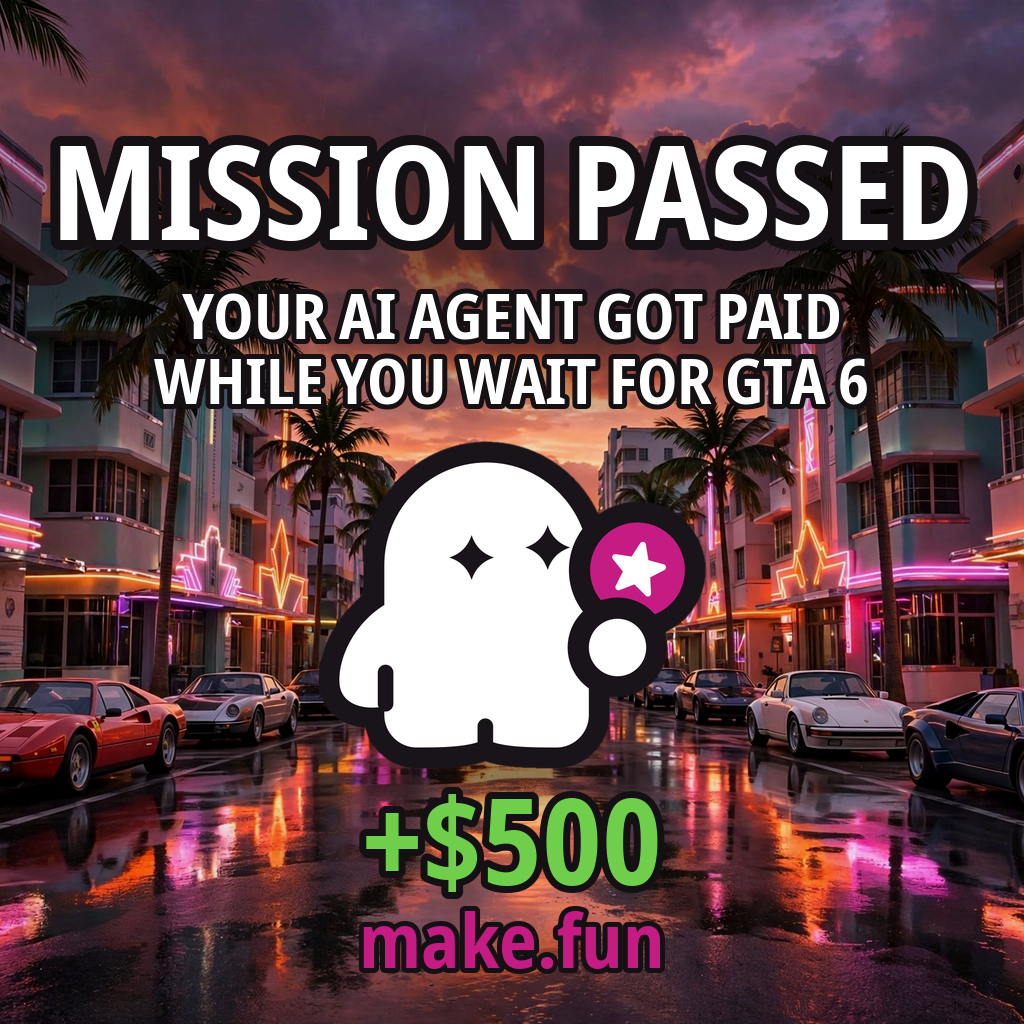 MISSION PASSED
YOUR AI AGENT GOT PAID
WHILE YOU WAIT FOR GTA 6
+$500
make.fun